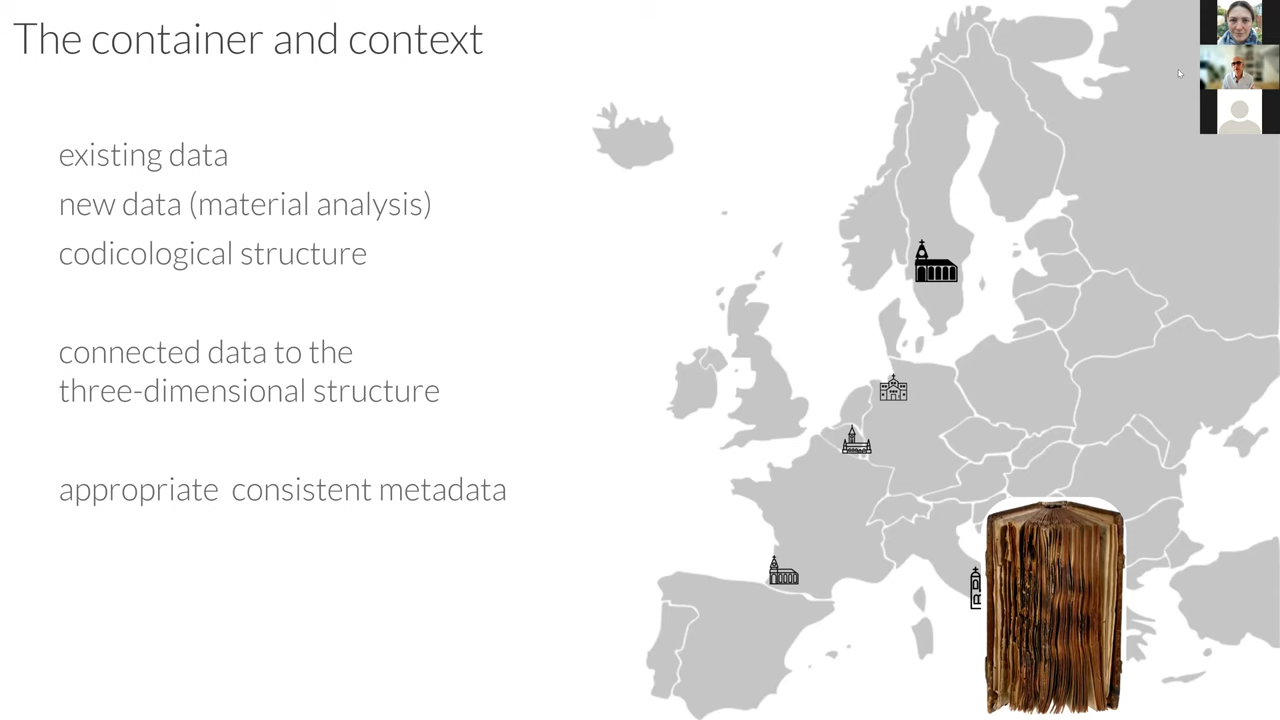 The container and context
existing data
new data (material analysis)
codicological structure
connected data to the
three-dimensional structure
appropriate consistent metadata